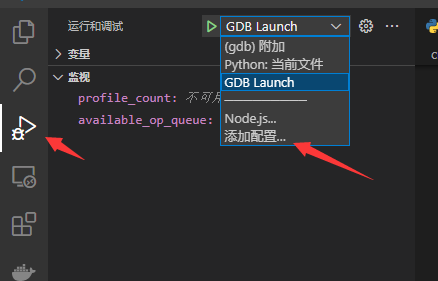 运行和调试
GDB Launch
变量
(gdb) 附加
Python: 当前文件
GDB Launch
监视
profile_count: 不可用
available_op_queue:
Node.js...
添加配置...